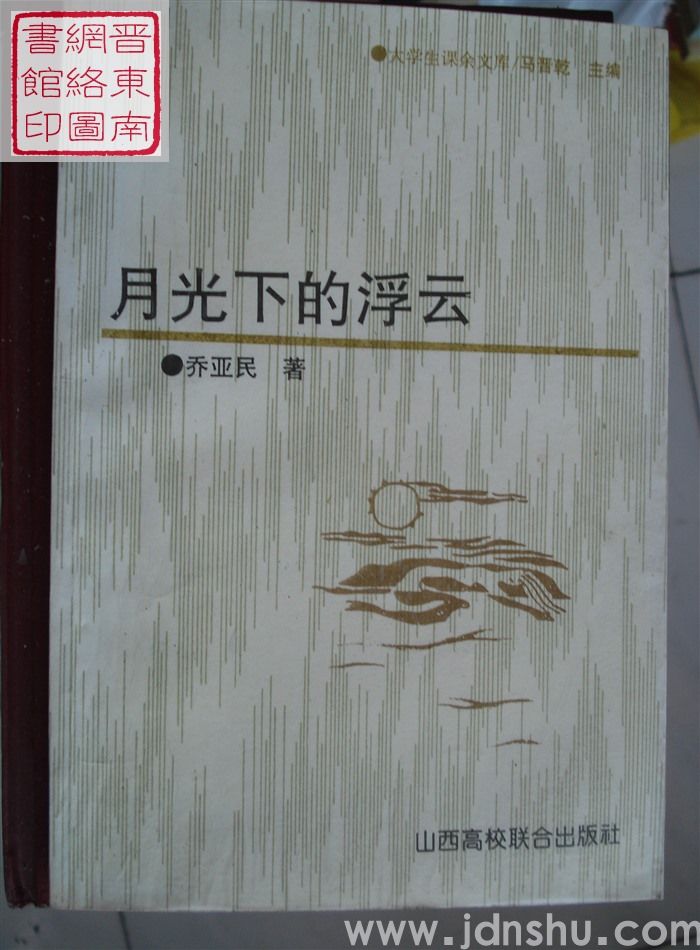 晋東南
網絡圖
書館印
●大学生课余文库/马晋乾 主编
月光下的浮云
●乔亚民 著
山西高校联合出版社
www.jdnshu.com